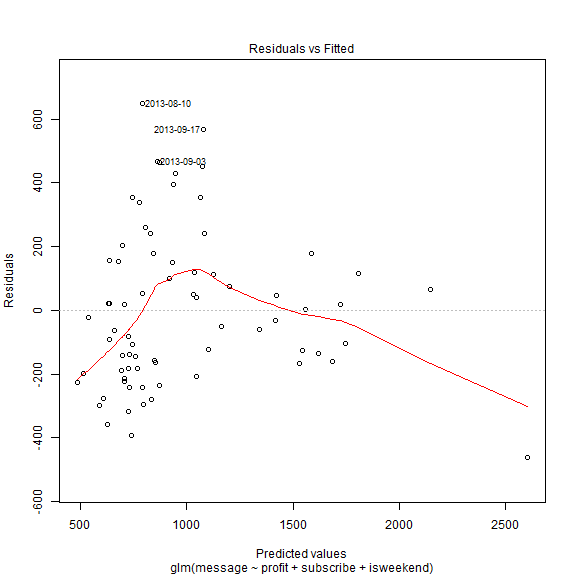 Residuals vs Fitted
2013-08-10
2013-09-17
2013-09-03
600
400
200
0
-200
-400
-600
Residuals
500 1000 1500 2000 2500
Predicted values
glm(message ~ profit + subscribe + isweekend)